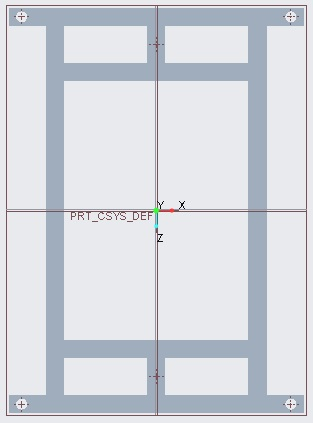 Y X
PRT_CSYS_DEF
Z